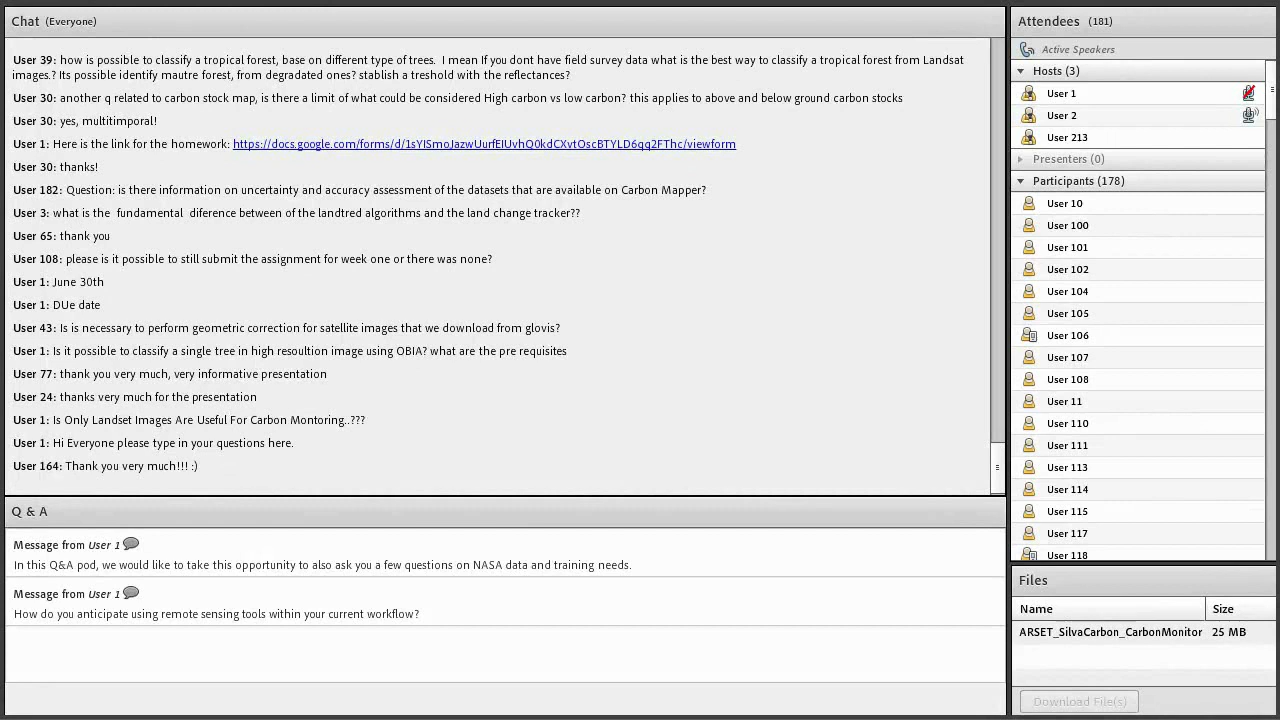 Chat (Everyone)
User 39: how is possible to classify a tropical forest, base on different type of trees. I mean If you dont have field survey data what is the best way to classify a tropical forest from Landsat
images.? Its possible identify mautre forest, from degradatev ines? stablish a treshold with the reflectances?
User 30: another q related to carbon stock map, is there a limit of what could be considered High carbon vs low carbon? this applies to above and below ground carbon stocks
User 30: yes, multitimporal!
User 1: Here is the link for the homework: https://docs.google.com/forms/d/1sYISmoJazwUurfEIUvhQ0kdCXvtOscBTYLD6qq2FThc/viewform
User 30: thanks!
User 182: Question: is there information on uncertainty and accuracy assessment of the datasets that are available on Carbon Mapper?
User 3: what is the fundamental diference between of the landtred algorithms and the land change tracker??
User 65: thank you
User 108: please is it possible to still submit the assignment for week one or there was none?
User 1: June 30th
User 1: DUe date
User 43: Is is necessary to perform geometric correction for satellite images that we download from glovis?
User 1: Is it possible to classify a single tree in high resoultion image using OBIA? what are the pre requisites
User 77: thank you very much, very informative presentation
User 24: thanks very much for the presentation
User 1: Is Only Landset Images Are Useful For Carbon Montoring..???
User 1: Hi Everyone please type in your questions here.
User 164: Thank you very much!!! :)
Q & A
Message from User 1
In this Q&A pod, we would like to take this opportunity to also ask you a few questions on NASA data and training needs.
Message from User 1
How do you anticipate using remote sensing tools within your current workflow?
Attendees (181)
Active Speakers
Hosts (3)
User 1
User 2
User 213
Presenters (0)
Participants (178)
User 10
User 100
User 101
User 102
User 104
User 105
User 106
User 107
User 108
User 11
User 110
User 111
User 113
User 114
User 115
User 117
User 118
Files
Name Size
ARSET_SilvaCarbon_CarbonMonitor 25 MB
Download File(s)